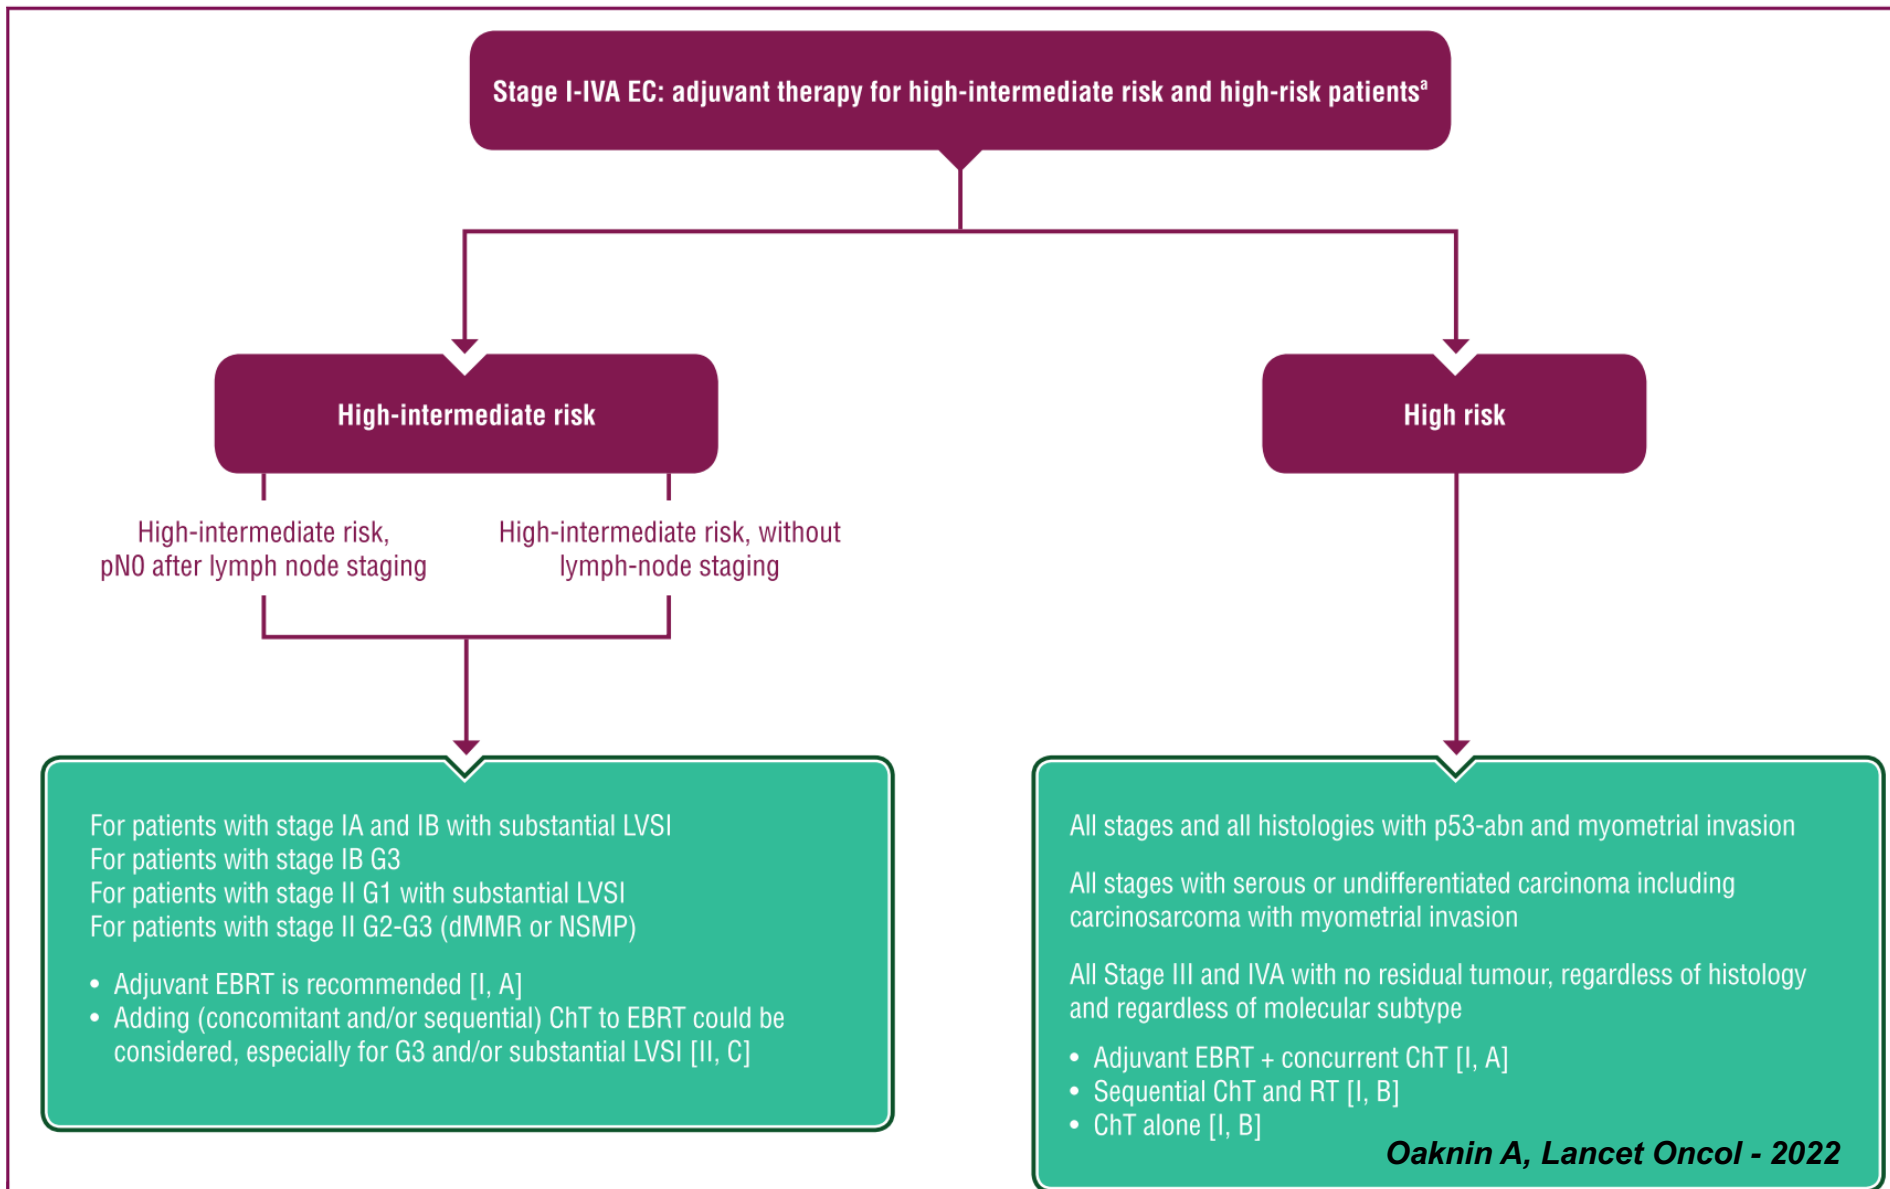 Stage I-IVA EC: adjuvant therapy for high-intermediate risk and high-risk patientsᵃ
High-intermediate risk
High risk
High-intermediate risk,
pN0 after lymph node staging
High-intermediate risk, without
lymph-node staging
For patients with stage IA and IB with substantial LVSI
For patients with stage IB G3
For patients with stage II G1 with substantial LVSI
For patients with stage II G2-G3 (dMMR or NSMP)
• Adjuvant EBRT is recommended [I, A]
• Adding (concomitant and/or sequential) ChT to EBRT could be
considered, especially for G3 and/or substantial LVSI [II, C]
All stages and all histologies with p53-abn and myometrial invasion
All stages with serous or undifferentiated carcinoma including
carcinosarcoma with myometrial invasion
All Stage III and IVA with no residual tumour, regardless of histology
and regardless of molecular subtype
• Adjuvant EBRT + concurrent ChT [I, A]
• Sequential ChT and RT [I, B]
• ChT alone [I, B]
Oaknin A, Lancet Oncol - 2022